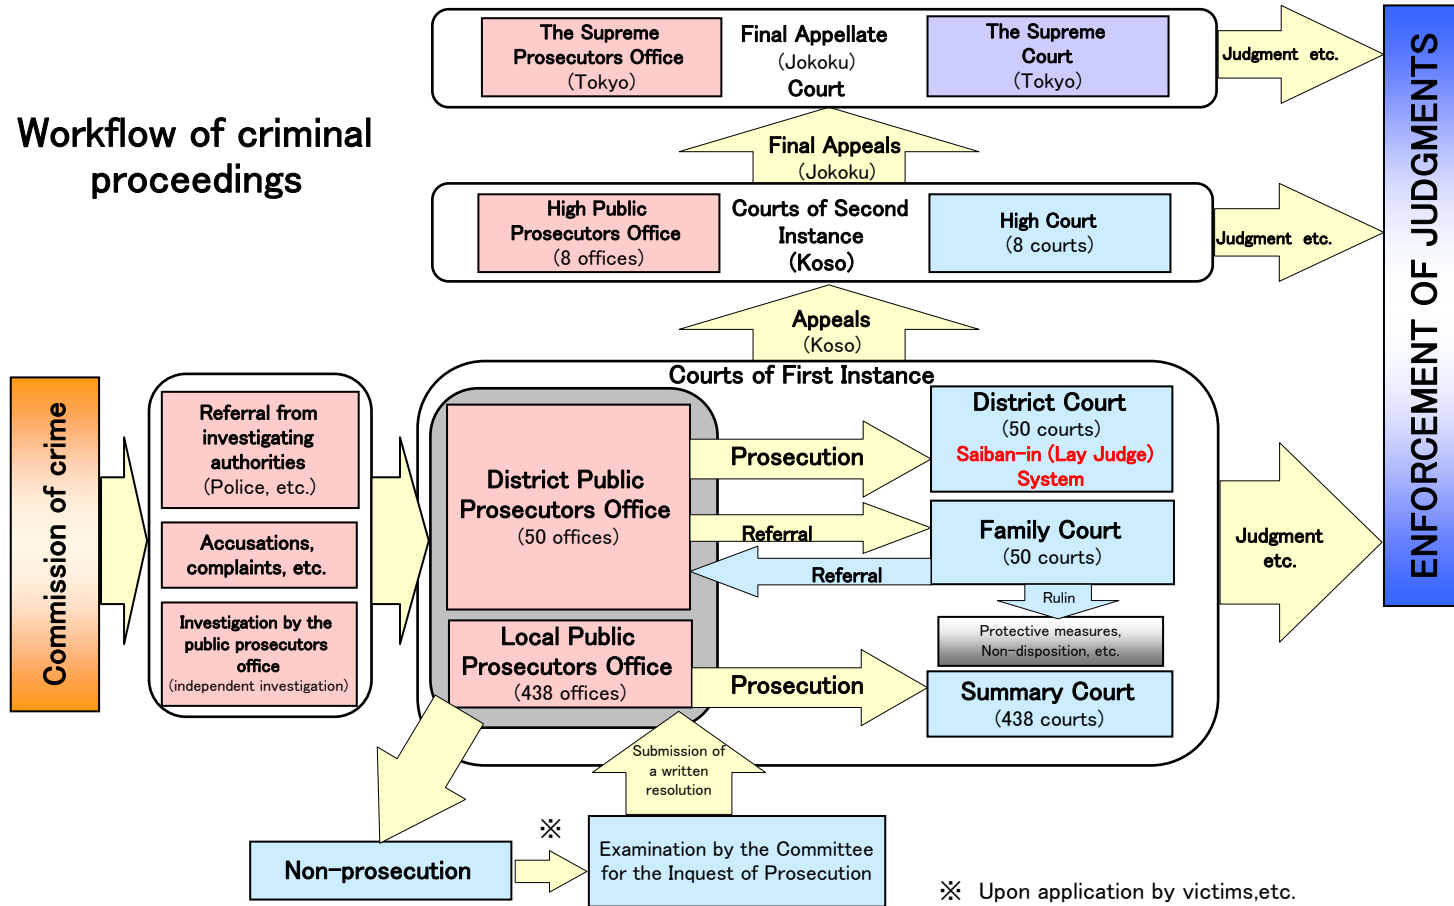 Workflow of criminal
proceedings
The Supreme
Prosecutors Office
(Tokyo)
Final Appellate
(Jokoku)
Court
The Supreme
Court
(Tokyo)
Judgment etc.
Final Appeals
(Jokoku)
High Public
Prosecutors Office
(8 offices)
Courts of Second
Instance
(Koso)
High Court
(8 courts)
Judgment etc.
Appeals
(Koso)
ENFORCEMENT OF JUDGMENTS
Commission of crime
Referral from
investigating
authorities
(Police, etc.)
Accusations,
complaints, etc.
Investigation by the
public prosecutors
office
(independent investigation)
Courts of First Instance
District Public
Prosecutors Office
(50 offices)
Local Public
Prosecutors Office
(438 offices)
Prosecution
Referral
Referral
Prosecution
District Court
(50 courts)
Saiban-in (Lay Judge)
System
Family Court
(50 courts)
Rulin
Protective measures,
Non-disposition, etc.
Summary Court
(438 courts)
Judgment
etc.
Submission of
a written
resolution
Non-prosecution
※
Examination by the Committee
for the Inquest of Prosecution
※ Upon application by victims,etc.